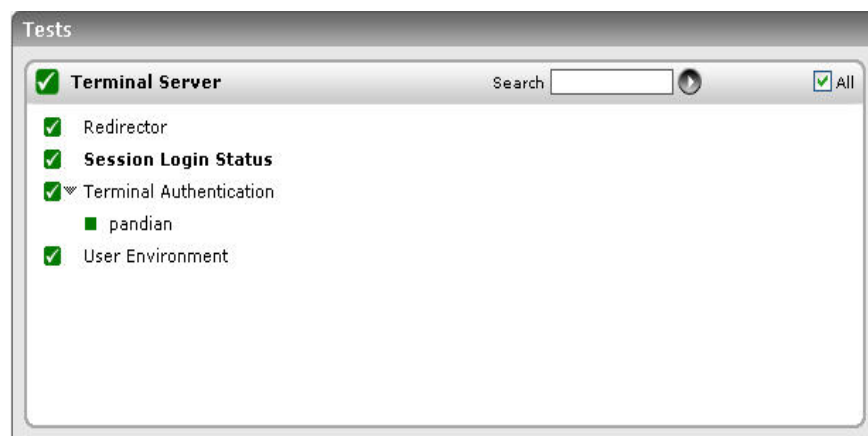 Tests
Terminal Server Search All
Redirector
Session Login Status
Terminal Authentication
pandian
User Environment